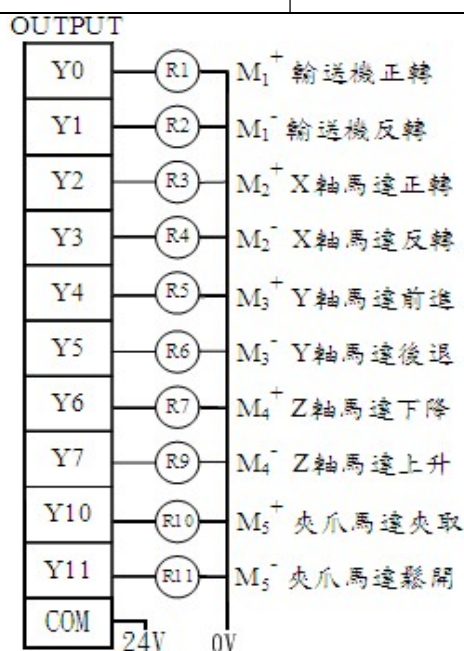 OUTPUT
Y0 R1 M₁⁺ 輸送機正轉
Y1 R2 M₁⁻ 輸送機反轉
Y2 R3 M₂⁺ X軸馬達正轉
Y3 R4 M₂⁻ X軸馬達反轉
Y4 R5 M₃⁺ Y軸馬達前進
Y5 R6 M₃⁻ Y軸馬達後退
Y6 R7 M₄⁺ Z軸馬達下降
Y7 R9 M₄⁻ Z軸馬達上升
Y10 R10 M₅⁺ 夾爪馬達夾取
Y11 R11 M₅⁻ 夾爪馬達鬆開
COM
24V 0V